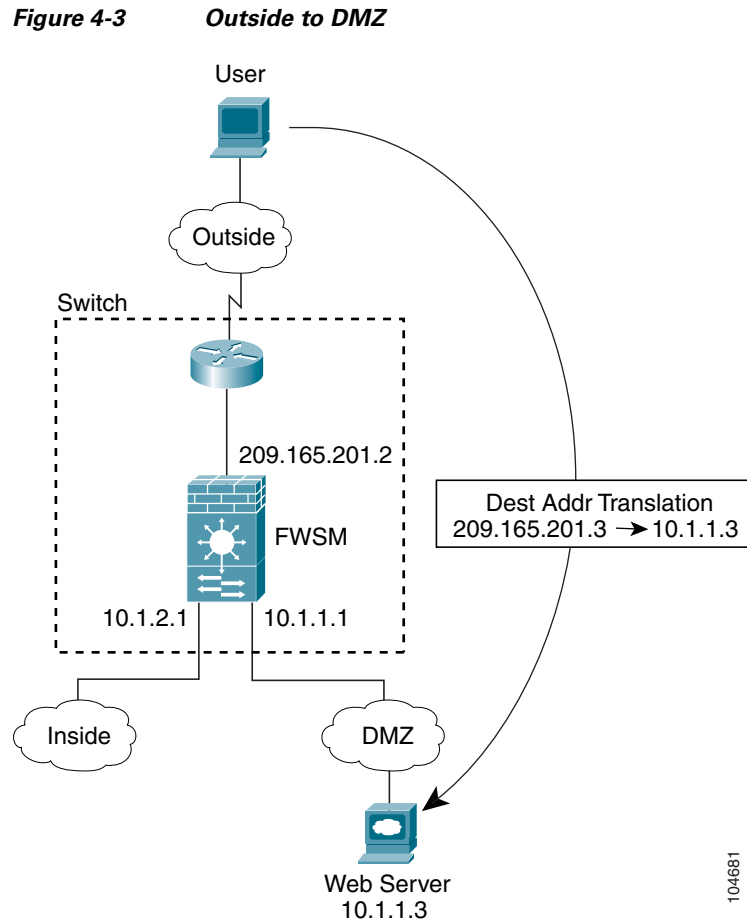 Figure 4-3 Outside to DMZ
User
Outside
Switch
209.165.201.2
Dest Addr Translation
209.165.201.3 → 10.1.1.3
FWSM
10.1.2.1 10.1.1.1
Inside
DMZ
Web Server
10.1.1.3
104681